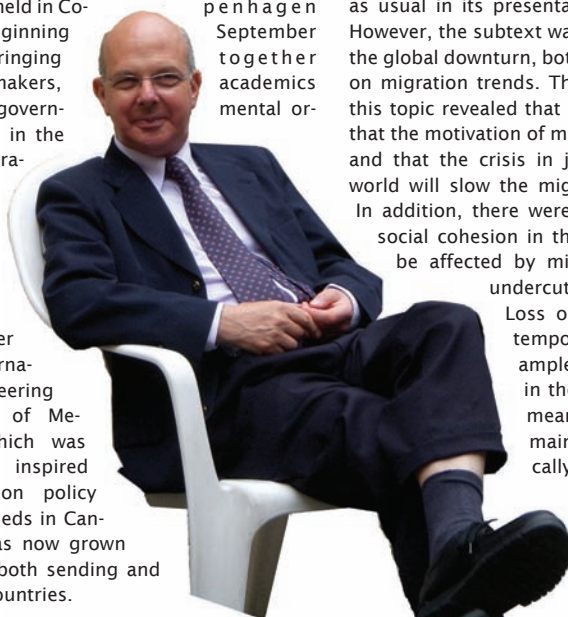 held in Co- penhagen
ginning September
ringing together
makers, academics
govern- mental or-
in the
ra-
er
rna-
eering
of Me-
hich was
inspired
on policy
eds in Can-
as now grown
both sending and
ountries.
as usual in its presenta
However, the subtext wa
the global downturn, bot
on migration trends. Th
this topic revealed that
that the motivation of m
and that the crisis in j
world will slow the mig
In addition, there were
social cohesion in th
be affected by mi
undercut
Loss o
tempo
ample
in the
mean
main
cally